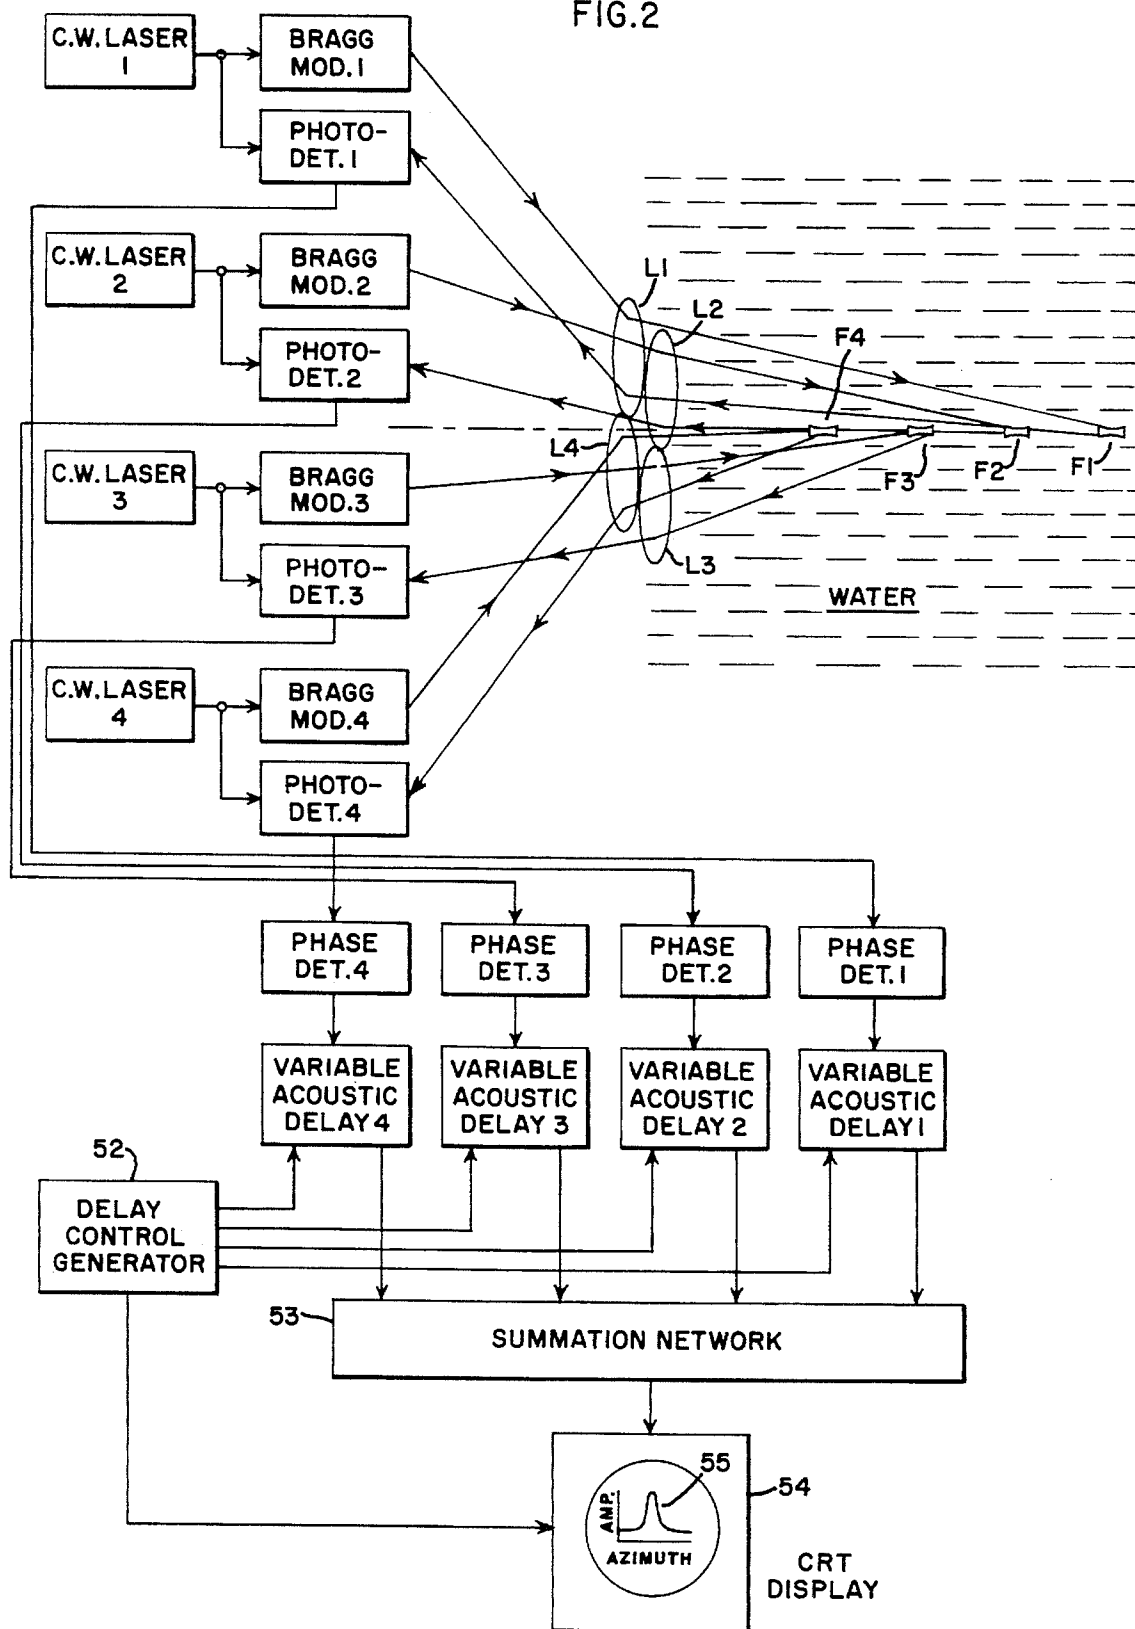 FIG.2
C.W. LASER
1
BRAGG
MOD.1
PHOTO-
DET.1
C.W. LASER
2
BRAGG
MOD.2
PHOTO-
DET.2
C.W. LASER
3
BRAGG
MOD.3
PHOTO-
DET.3
C.W. LASER
4
BRAGG
MOD.4
PHOTO-
DET.4
L1
L2
F4
L4
F3
F2
F1
L3
WATER
PHASE
DET.4
PHASE
DET.3
PHASE
DET.2
PHASE
DET.1
VARIABLE
ACOUSTIC
DELAY 4
VARIABLE
ACOUSTIC
DELAY 3
VARIABLE
ACOUSTIC
DELAY 2
VARIABLE
ACOUSTIC
DELAY 1
52
DELAY
CONTROL
GENERATOR
53
SUMMATION NETWORK
55
54
AMP.
AZIMUTH
CRT
DISPLAY